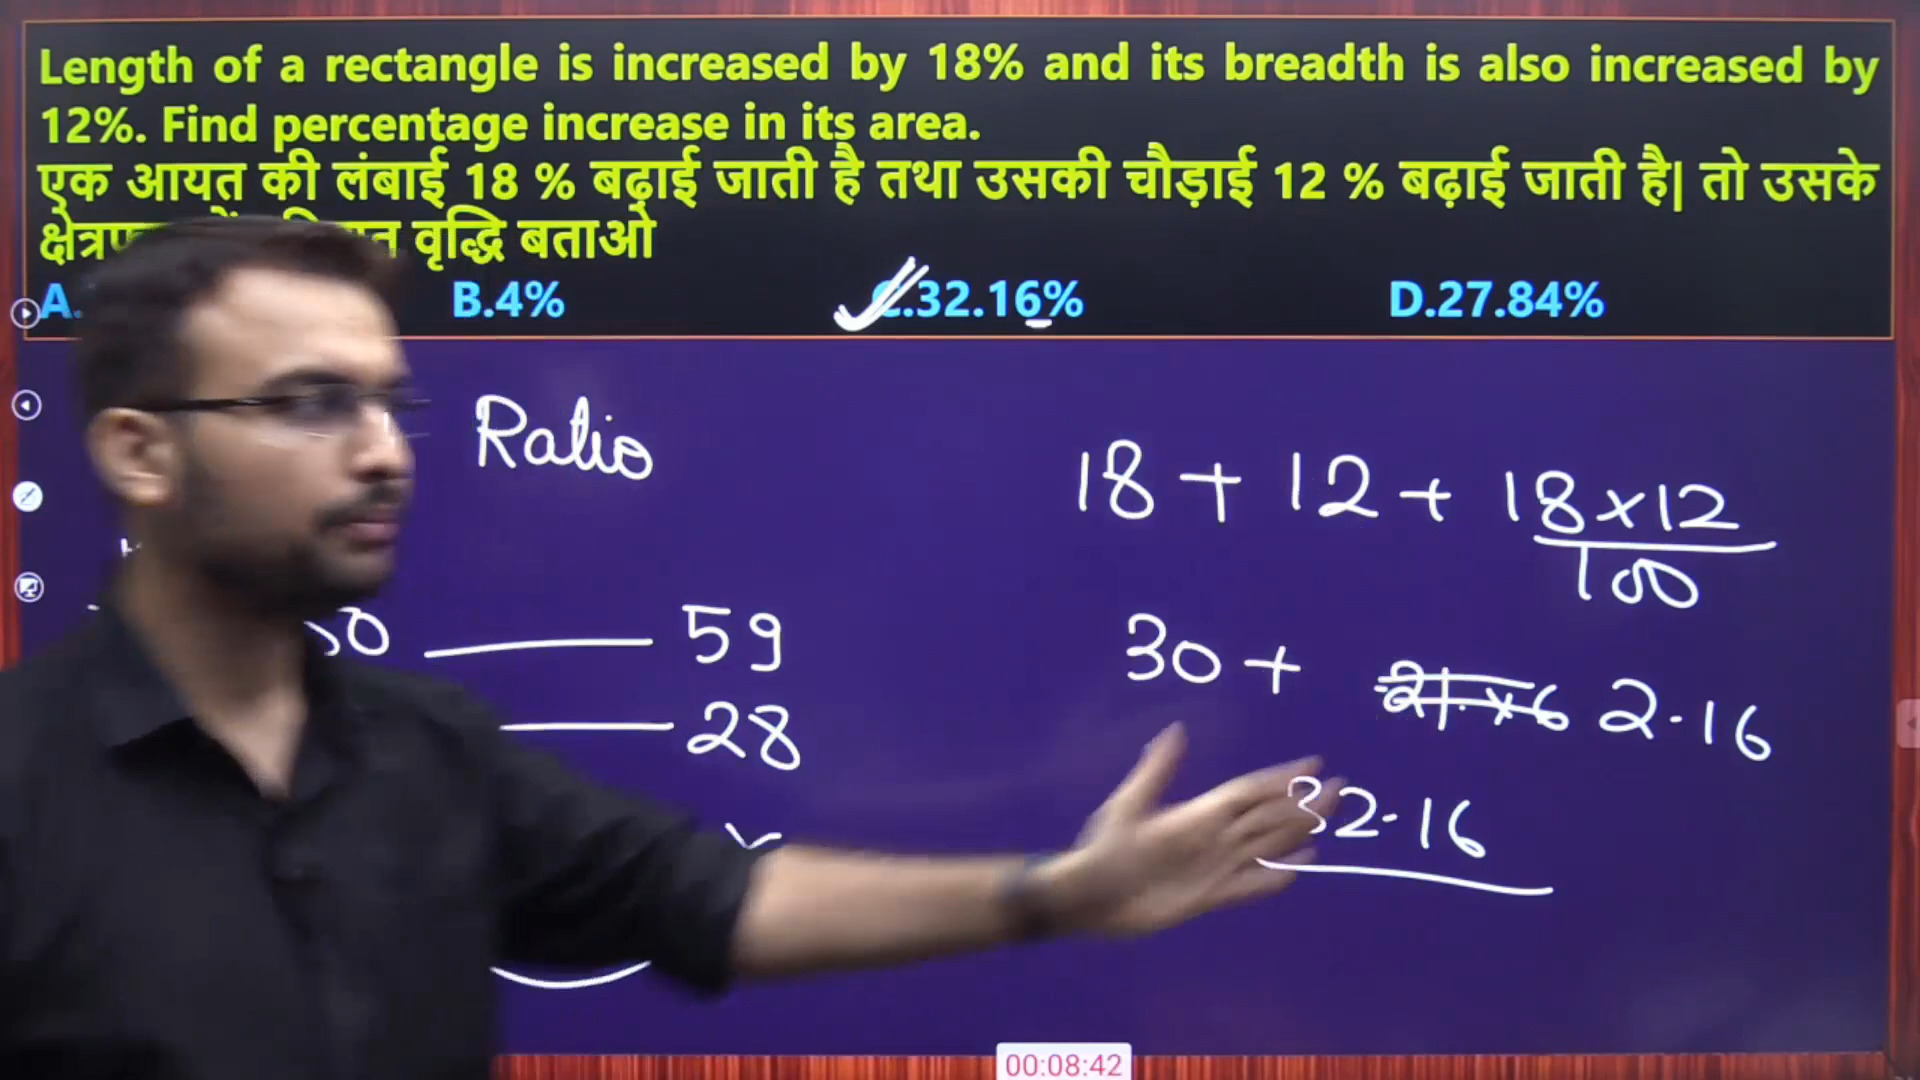 Length of a rectangle is increased by 18% and its breadth is also increased by
12%. Find percentage increase in its area.
एक आयत की लंबाई 18 % बढ़ाई जाती है तथा उसकी चौड़ाई 12 % बढ़ाई जाती है| तो उसके
वृद्धि बताओ
A. B.4% C.32.16% D.27.84%
Ratio
18 + 12 + 18×12
100
50 59
30 + 2.16
28
32.16
00:08:42